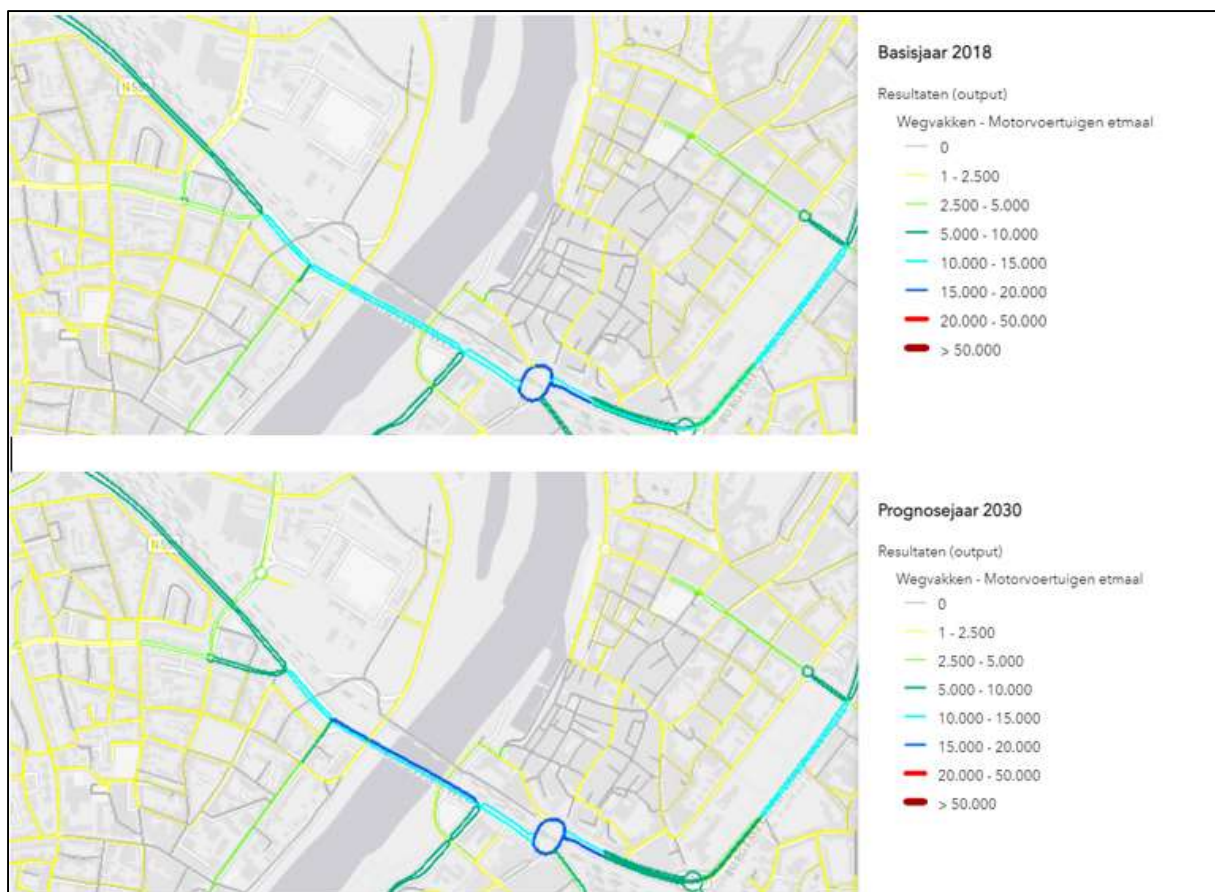 Basisjaar 2018
Resultaten (output)
Wegvakken - Motorvoertuigen etmaal
0
1 - 2.500
2.500 - 5.000
5.000 - 10.000
10.000 - 15.000
15.000 - 20.000
20.000 - 50.000
> 50.000
Prognosejaar 2030
Resultaten (output)
Wegvakken - Motorvoertuigen etmaal
0
1 - 2.500
2.500 - 5.000
5.000 - 10.000
10.000 - 15.000
15.000 - 20.000
20.000 - 50.000
> 50.000